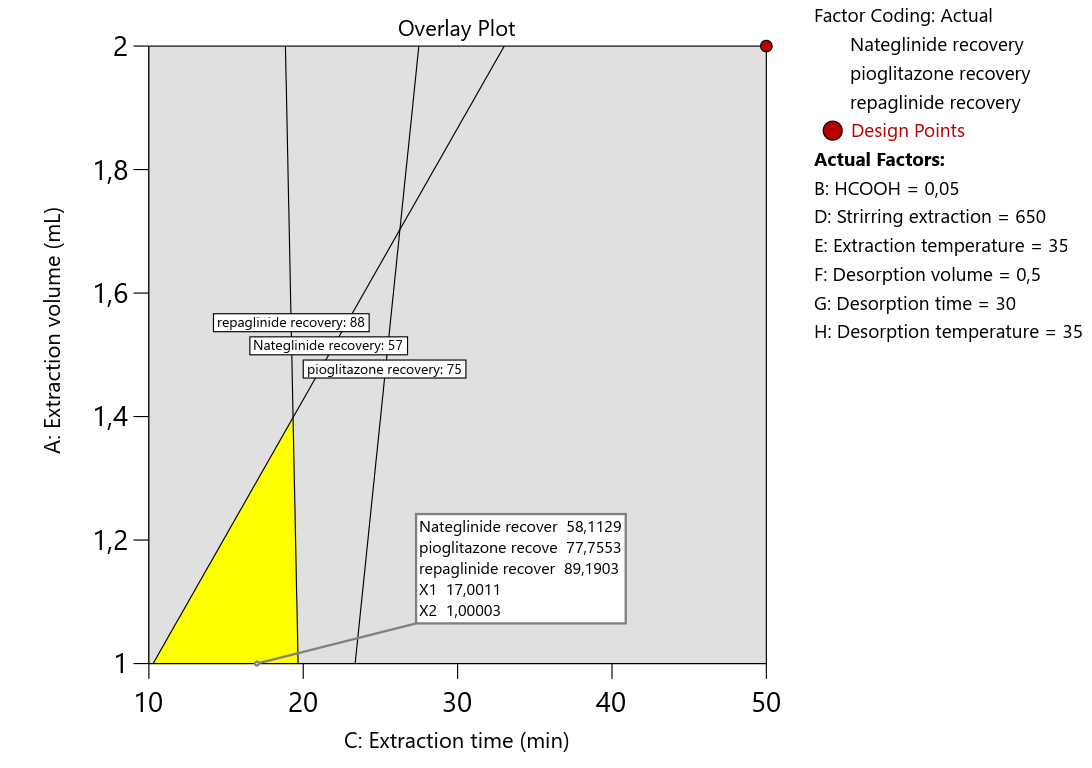 Overlay Plot
2
1,8
1,6
1,4
1,2
1
A: Extraction volume (mL)
10
20
30
40
50
C: Extraction time (min)
repaglinide recovery: 88
Nateglinide recovery: 57
pioglitazone recovery: 75
Nateglinide recover 58,1129
pioglitazone recove 77,7553
repaglinide recover 89,1903
X1 17,0011
X2 1,00003
Factor Coding: Actual
Nateglinide recovery
pioglitazone recovery
repaglinide recovery
Design Points
Actual Factors:
B: HCOOH = 0,05
D: Strirring extraction = 650
E: Extraction temperature = 35
F: Desorption volume = 0,5
G: Desorption time = 30
H: Desorption temperature = 35